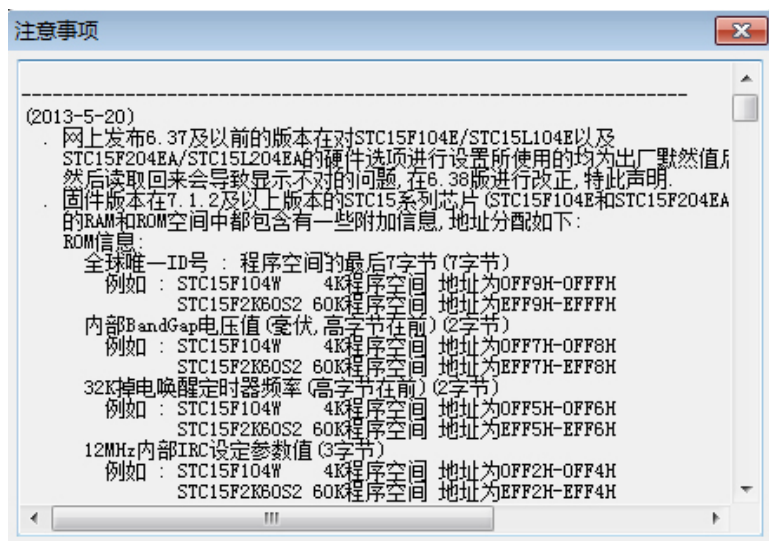 注意事项
------------------------------------------------------------------
(2013-5-20)
. 网上发布6.37及以前的版本在对STC15F104E/STC15L104E以及
STC15F204EA/STC15L204EA的硬件选项进行设置所使用的均为出厂默然值
然后读取回来会导致显示不对的问题,在6.38版进行改正,特此声明.
. 固件版本在7.1.2及以上版本的STC15系列芯片(STC15F104E和STC15F204EA
的RAM和ROM空间中都包含有一些附加信息,地址分配如下:
ROM信息:
全球唯一ID号 : 程序空间的最后7字节(7字节)
例如 : STC15F104W 4K程序空间 地址为0FF9H-0FFFH
STC15F2K60S2 60K程序空间 地址为EFF9H-EFFFH
内部BandGap电压值(毫伏,高字节在前)(2字节)
例如 : STC15F104W 4K程序空间 地址为0FF7H-0FF8H
STC15F2K60S2 60K程序空间 地址为EFF7H-EFF8H
32K掉电唤醒定时器频率(高字节在前)(2字节)
例如 : STC15F104W 4K程序空间 地址为0FF5H-0FF6H
STC15F2K60S2 60K程序空间 地址为EFF5H-EFF6H
12MHz内部IRC设定参数值(3字节)
例如 : STC15F104W 4K程序空间 地址为0FF2H-0FF4H
STC15F2K60S2 60K程序空间 地址为EFF2H-EFF4H